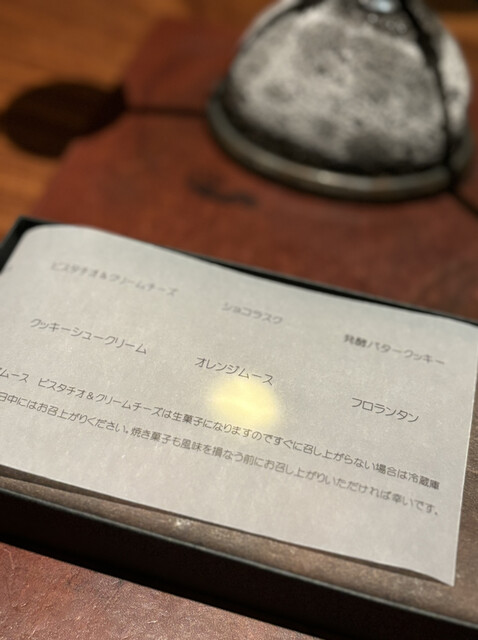 ピスタチオ&クリームチーズ
ショコラスク
発酵バタークッキー
クッキーシュークリーム
オレンジムース
フロランタン
ムース ピスタチオ&クリームチーズは生菓子になりますのですぐに召し上がらない場合は冷蔵庫
日中にはお召上がりください。焼き菓子も風味を損なう前にお召し上がりいただければ幸いです。